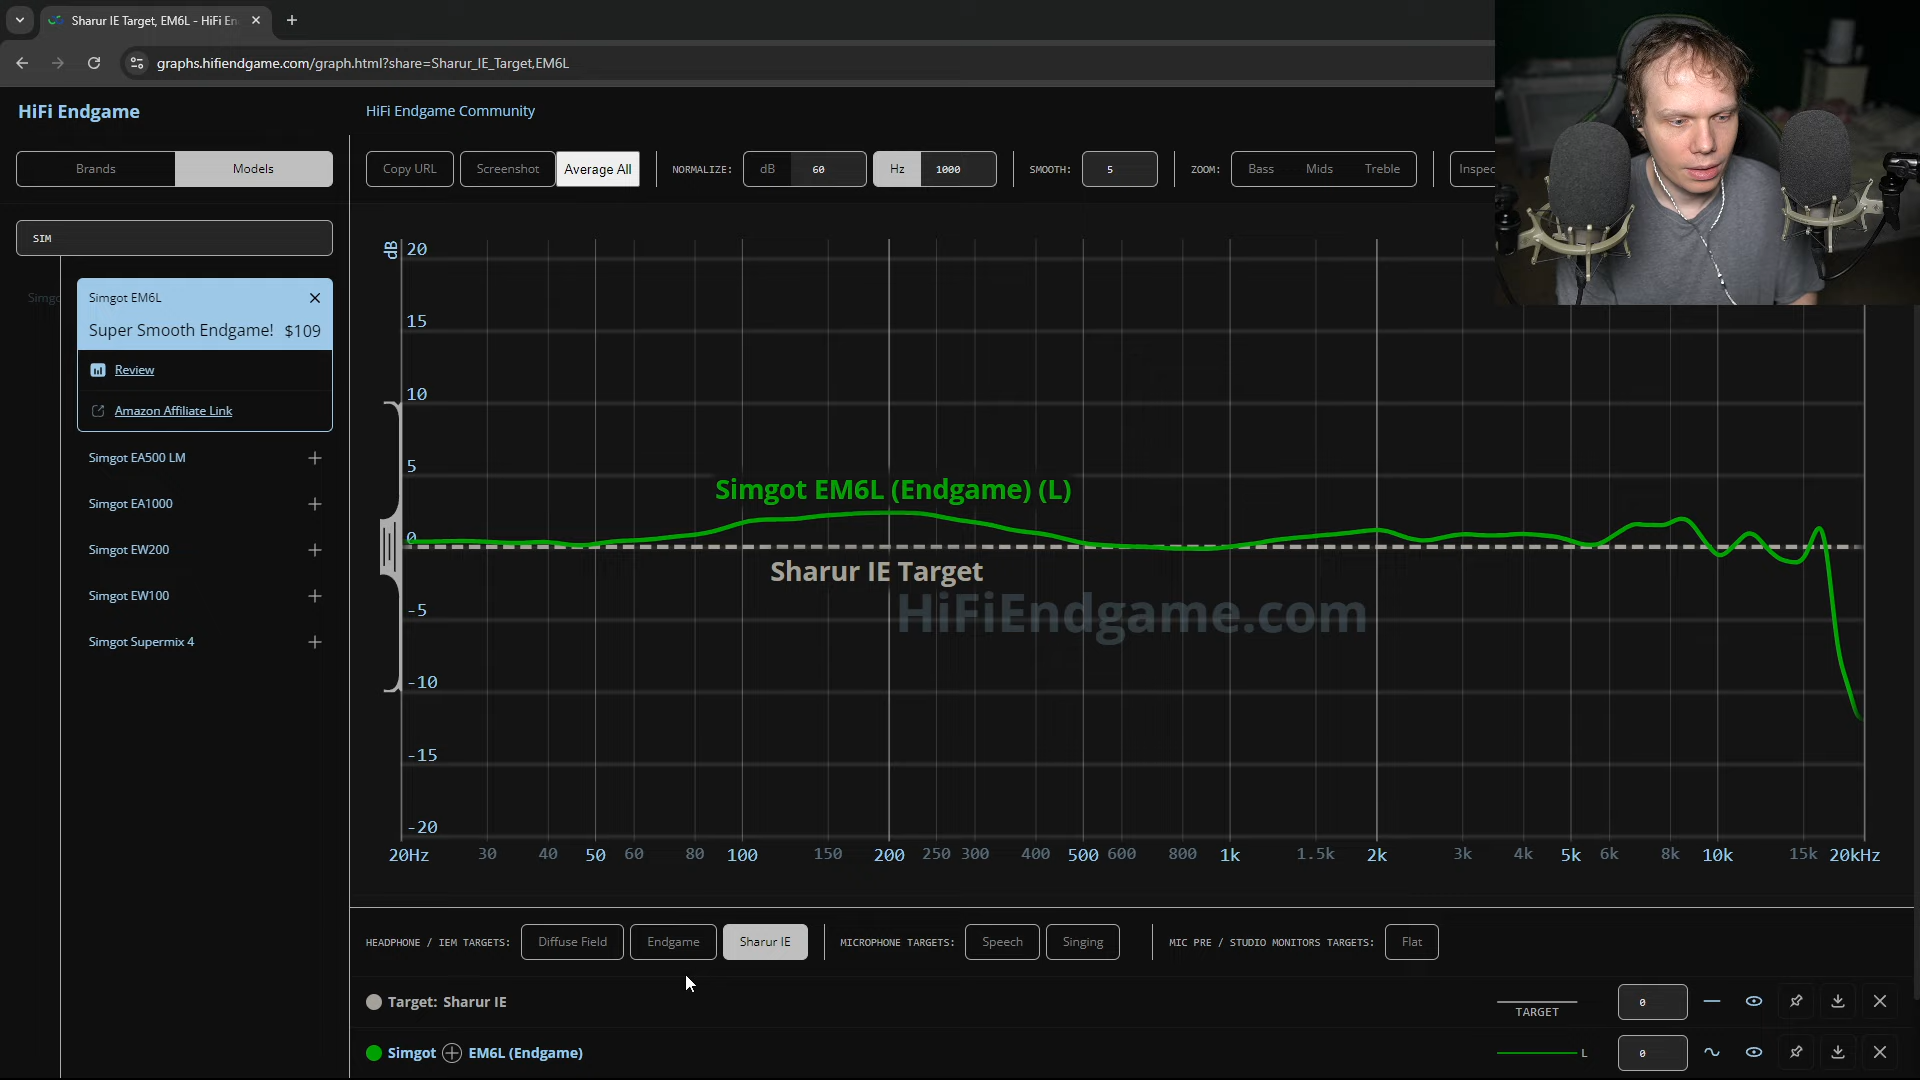 Sharur IE Target, EM6L - HiFi En
graphs.hifiendgame.com/graph.html?share=Sharur_IE_Target,EM6L
HiFi Endgame
HiFi Endgame Community
Brands
Models
Copy URL
Screenshot
Average All
NORMALIZE:
dB
60
Hz
1000
SMOOTH:
5
ZOOM:
Bass
Mids
Treble
Inspec
SIM
Simgo
Simgot EM6L
Super Smooth Endgame! $109
Review
Amazon Affiliate Link
Simgot EA500 LM
Simgot EA1000
Simgot EW200
Simgot EW100
Simgot Supermix 4
dB
20
15
10
5
0
-5
-10
-15
-20
Simgot EM6L (Endgame) (L)
Sharur IE Target
HiFiEndgame.com
20Hz 30 40 50 60 80 100 150 200 250 300 400 500 600 800 1k 1.5k 2k 3k 4k 5k 6k 8k 10k 15k 20kHz
HEADPHONE / IEM TARGETS:
Diffuse Field
Endgame
Sharur IE
MICROPHONE TARGETS:
Speech
Singing
MIC PRE / STUDIO MONITORS TARGETS:
Flat
Target: Sharur IE
TARGET
0
Simgot EM6L (Endgame)
L
0